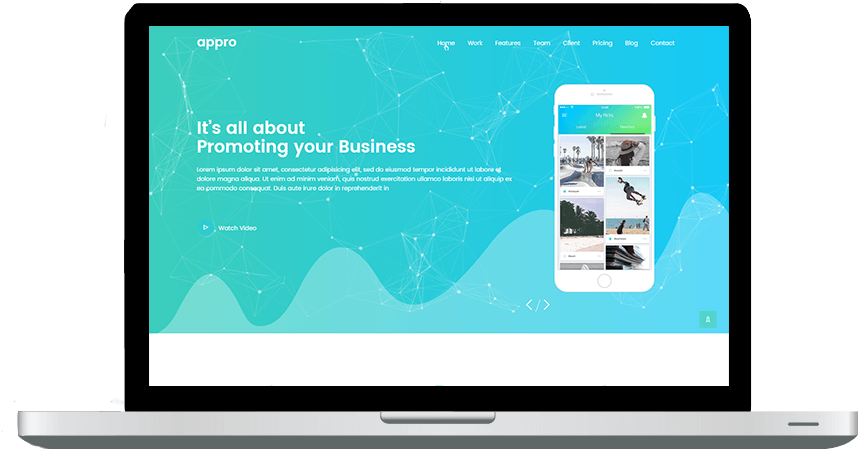 appro
Home Work Features Team Client Pricing Blog Contact
It's all about
Promoting your Business
Lorem ipsum dolor sit amet, consectetur adipisicing elit, sed do eiusmod tempor incididunt ut labore et
dolore magna aliqua. Ut enim ad minim veniam, quis nostrud exercitation ullamco laboris nisi ut aliquip ex
ea commodo consequat. Duis aute irure dolor in reprehenderit in
Watch Video
My Picks
</>